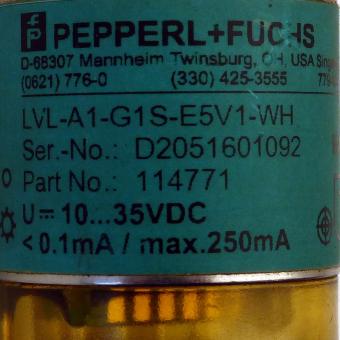 PEPPERL+FUCHS
D-68307 Mannheim Twinsburg, OH, USA
(0621) 776-0 (330) 425-3555
LVL-A1-G1S-E5V1-WH
Ser.-No.: D2051601092
Part No.: 114771
U= 10...35VDC
< 0.1mA / max.250mA